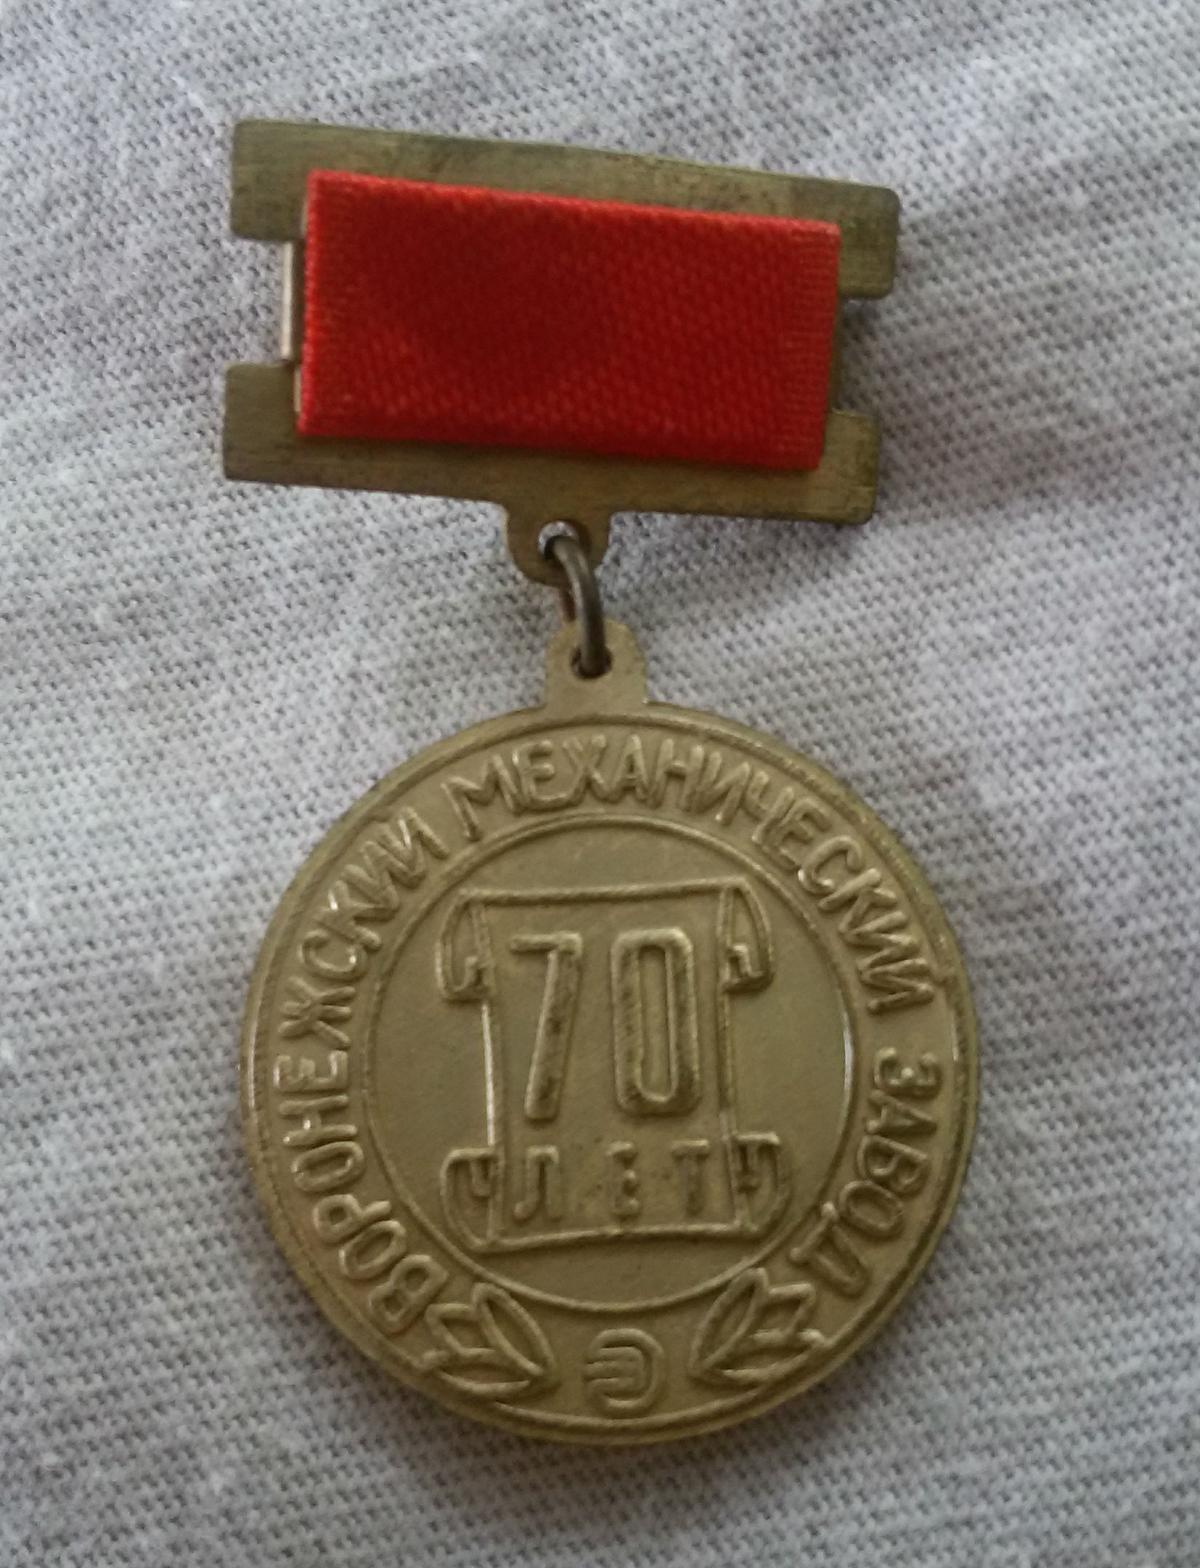 ВОРОНЕЖСКИЙ МЕХАНИЧЕСКИЙ ЗАВОД
70
ЛЕТ